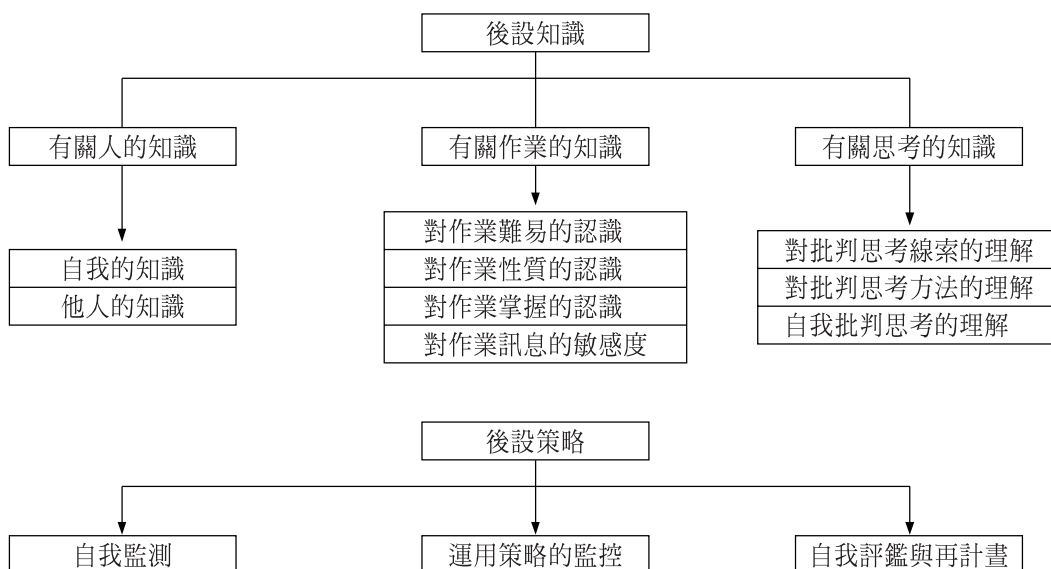 後設知識
有關人的知識
有關作業的知識
有關思考的知識
自我的知識
他人的知識
對作業難易的認識
對作業性質的認識
對作業掌握的認識
對作業訊息的敏感度
對批判思考線索的理解
對批判思考方法的理解
自我批判思考的理解
後設策略
自我監測
運用策略的監控
自我評鑑與再計畫